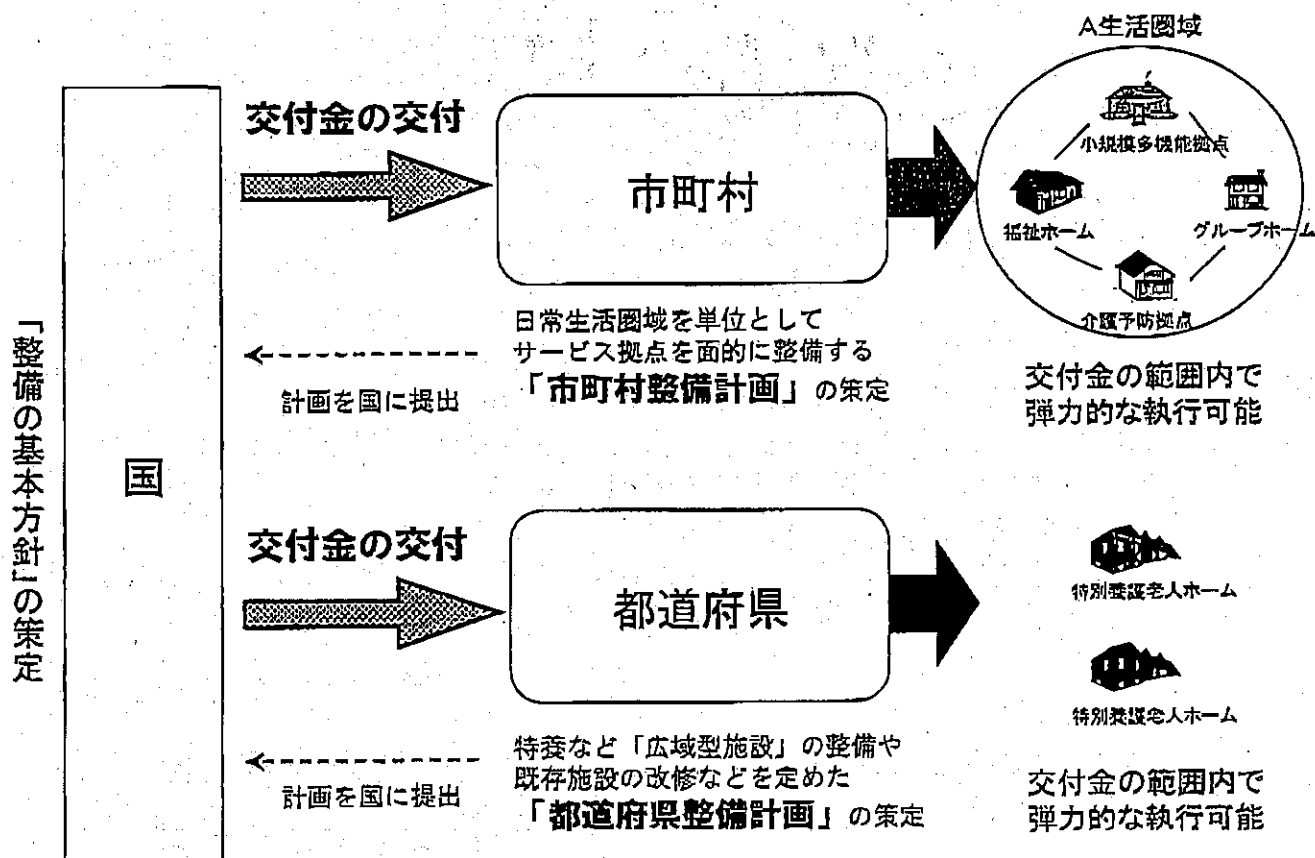 「整備の基本方針」の策定
国
交付金の交付
市町村
計画を国に提出
日常生活圏域を単位として
サービス拠点を面的に整備する
「市町村整備計画」の策定
A生活圏域
小規模多機能拠点
福祉ホーム
グループホーム
介護予防拠点
交付金の範囲内で
弾力的な執行可能
交付金の交付
都道府県
計画を国に提出
特養など「広域型施設」の整備や
既存施設の改修などを定めた
「都道府県整備計画」の策定
特別養護老人ホーム
特別養護老人ホーム
交付金の範囲内で
弾力的な執行可能